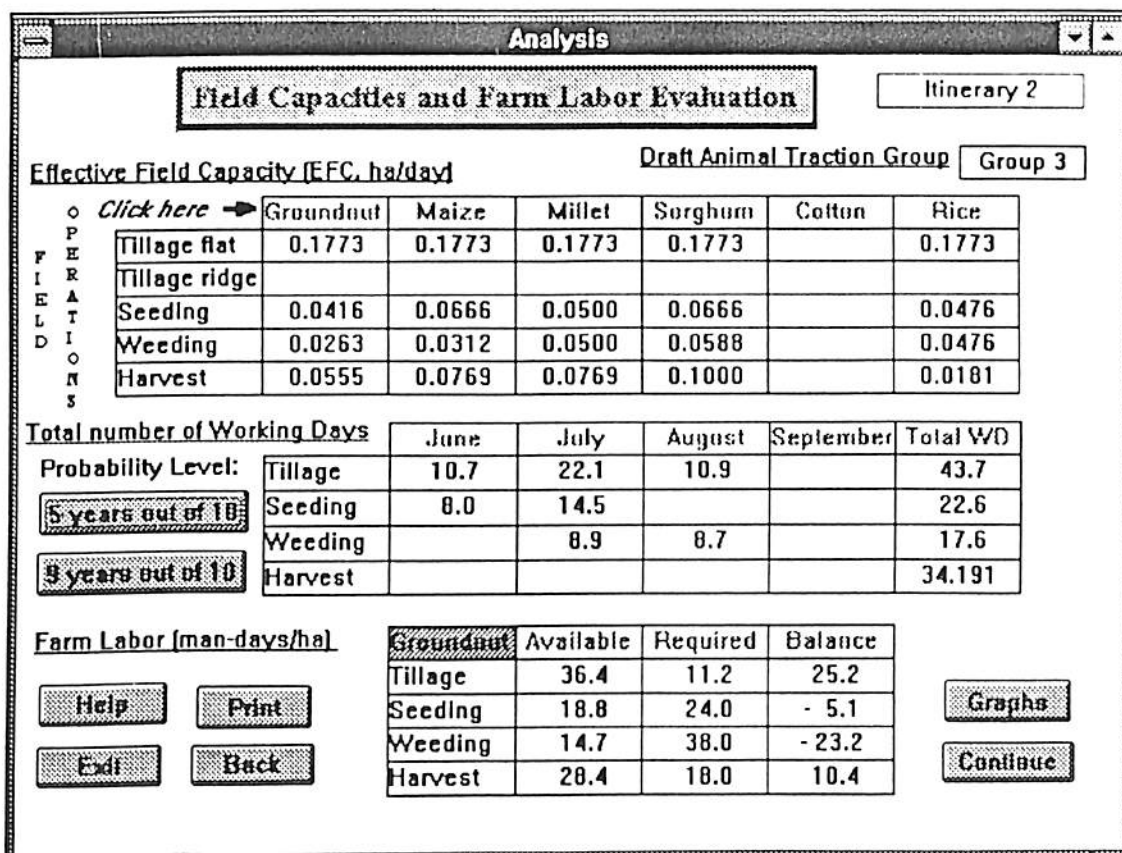 Analysis
Field Capacities and Farm Labor Evaluation
Itinerary 2
Draft Animal Traction Group Group 3
Effective Field Capacity (EFC, ha/day)
FIELD OPERATIONS
Click here Groundnut Maize Millet Sorghum Cotton Rice
Tillage flat 0.1773 0.1773 0.1773 0.1773 0.1773
Tillage ridge
Seeding 0.0416 0.0666 0.0500 0.0666 0.0476
Weeding 0.0263 0.0312 0.0500 0.0588 0.0476
Harvest 0.0555 0.0769 0.0769 0.1000 0.0181
Total number of Working Days June July August September Total WD
Probability Level:
Tillage 10.7 22.1 10.9 43.7
5 years out of 10
Seeding 8.0 14.5 22.6
Weeding 8.9 8.7 17.6
9 years out of 10
Harvest 34.191
Farm Labor (man-days/ha)
Groundnut Available Required Balance
Tillage 36.4 11.2 25.2
Seeding 18.8 24.0 - 5.1
Weeding 14.7 38.0 - 23.2
Harvest 28.4 18.0 10.4
Help Print
Exit Back
Graphs
Continue